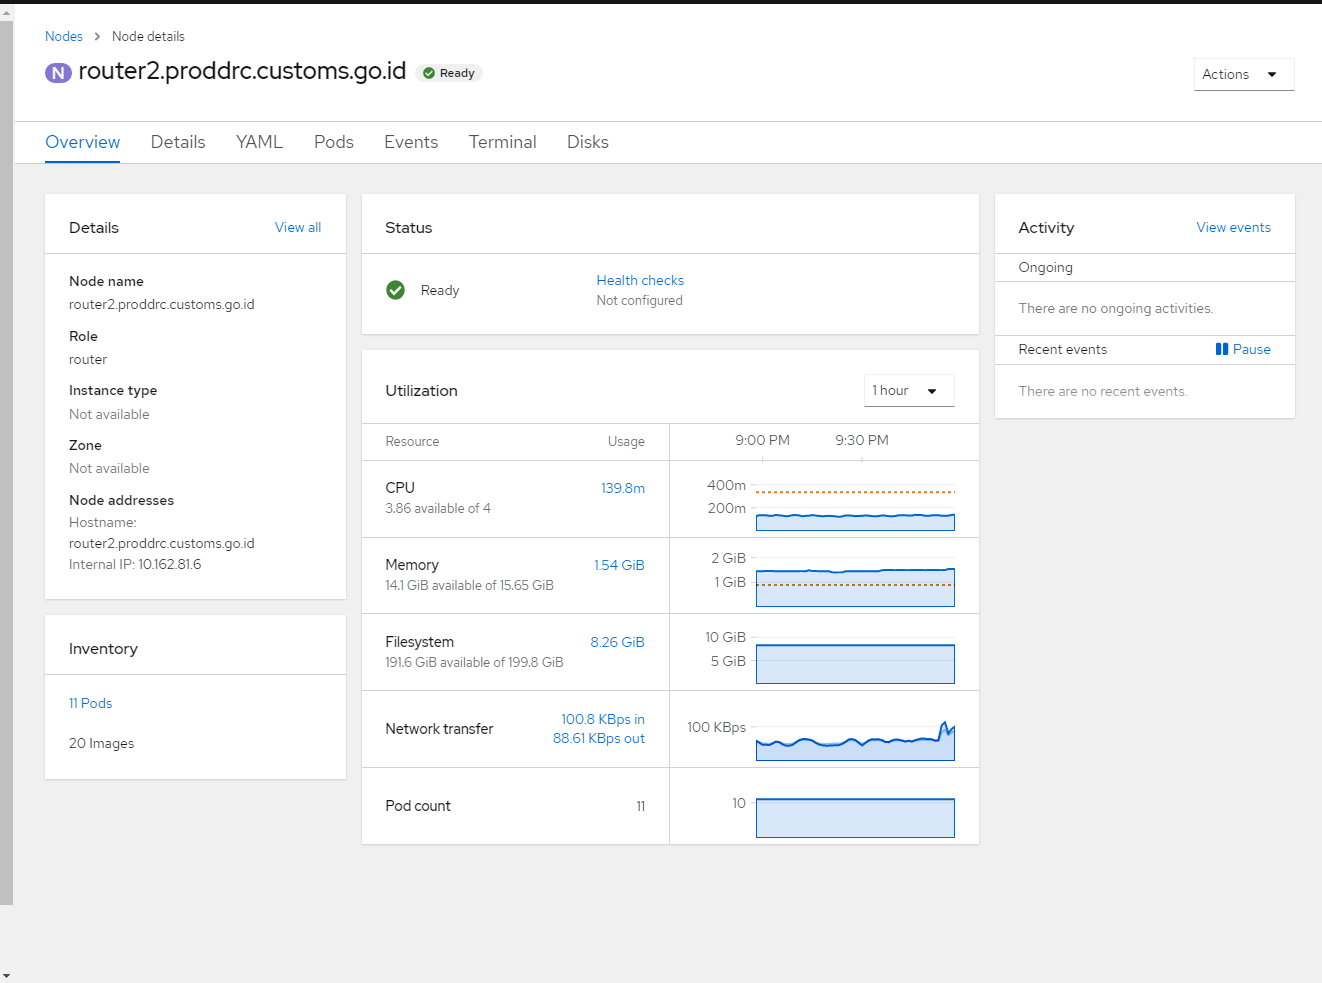 Nodes > Node details
N router2.proddrc.customs.go.id Ready
Actions
Overview Details YAML Pods Events Terminal Disks
Details View all
Node name
router2.proddrc.customs.go.id
Role
router
Instance type
Not available
Zone
Not available
Node addresses
Hostname:
router2.proddrc.customs.go.id
Internal IP: 10.162.81.6
Inventory
11 Pods
20 Images
Status
Ready
Health checks
Not configured
Utilization 1 hour
Resource Usage 9:00 PM 9:30 PM
CPU 139.8m
3.86 available of 4
400m
200m
Memory 1.54 GiB
14.1 GiB available of 15.65 GiB
2 GiB
1 GiB
Filesystem 8.26 GiB
191.6 GiB available of 199.8 GiB
10 GiB
5 GiB
Network transfer
100.8 KBps in
88.61 KBps out
100 KBps
Pod count 11
10
Activity View events
Ongoing
There are no ongoing activities.
Recent events Pause
There are no recent events.